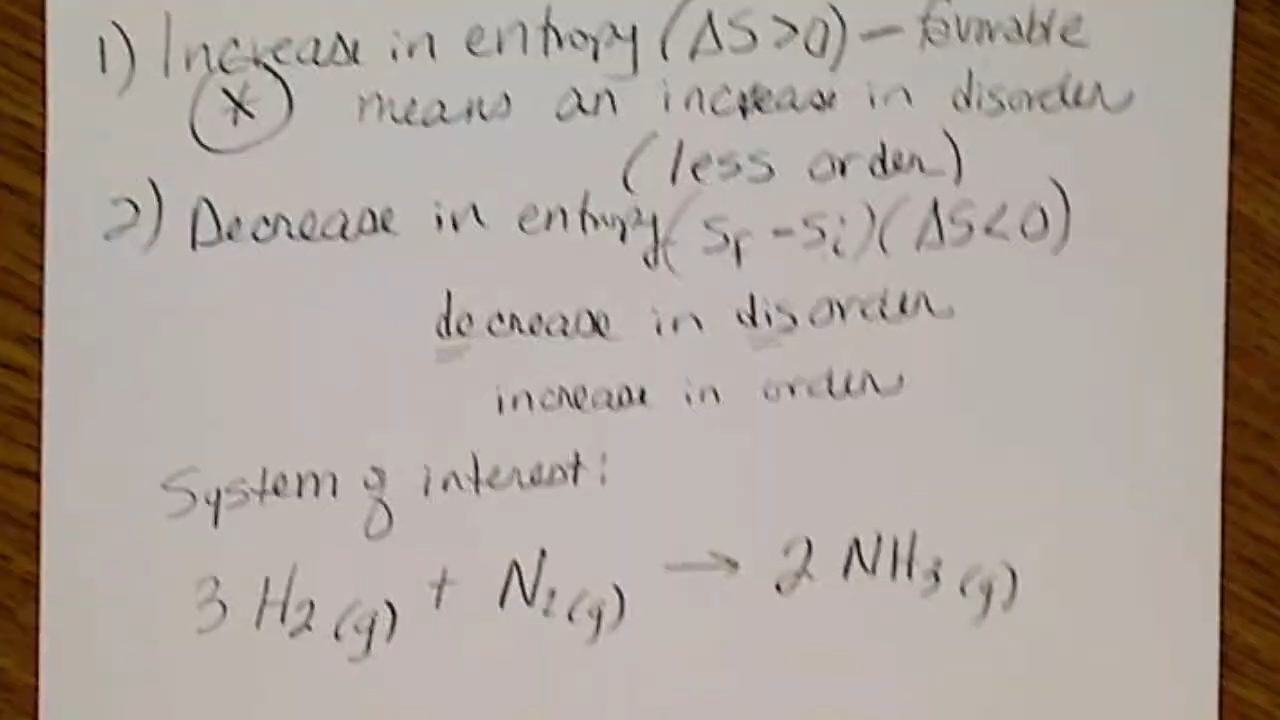 1) Increase in entropy (ΔS>0) – favorable
* means an increase in disorder
(less order)
2) Decrease in entropy (Sf - Si) (ΔS<0)
decrease in disorder
increase in order
System of interest:
3 H2(g) + N2(g) → 2 NH3(g)